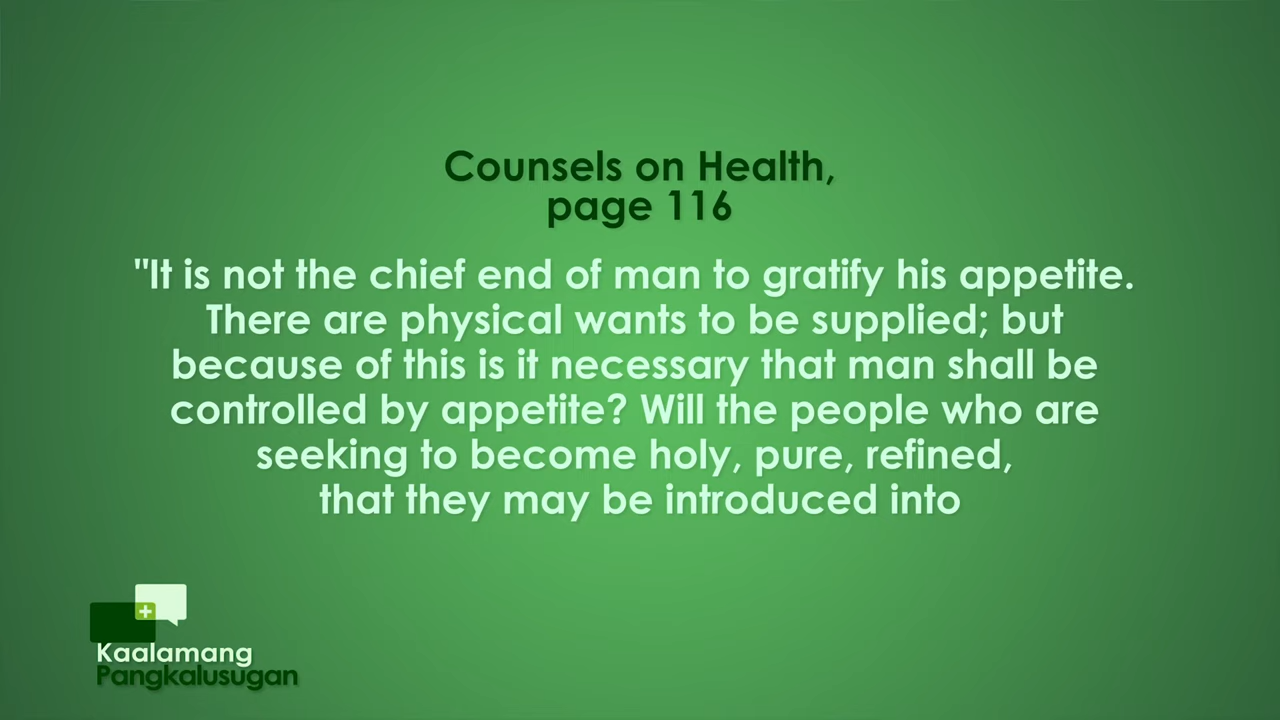 Counsels on Health,
page 116
"It is not the chief end of man to gratify his appetite.
There are physical wants to be supplied; but
because of this is it necessary that man shall be
controlled by appetite? Will the people who are
seeking to become holy, pure, refined,
that they may be introduced into
Kaalamang
Pangkalusugan